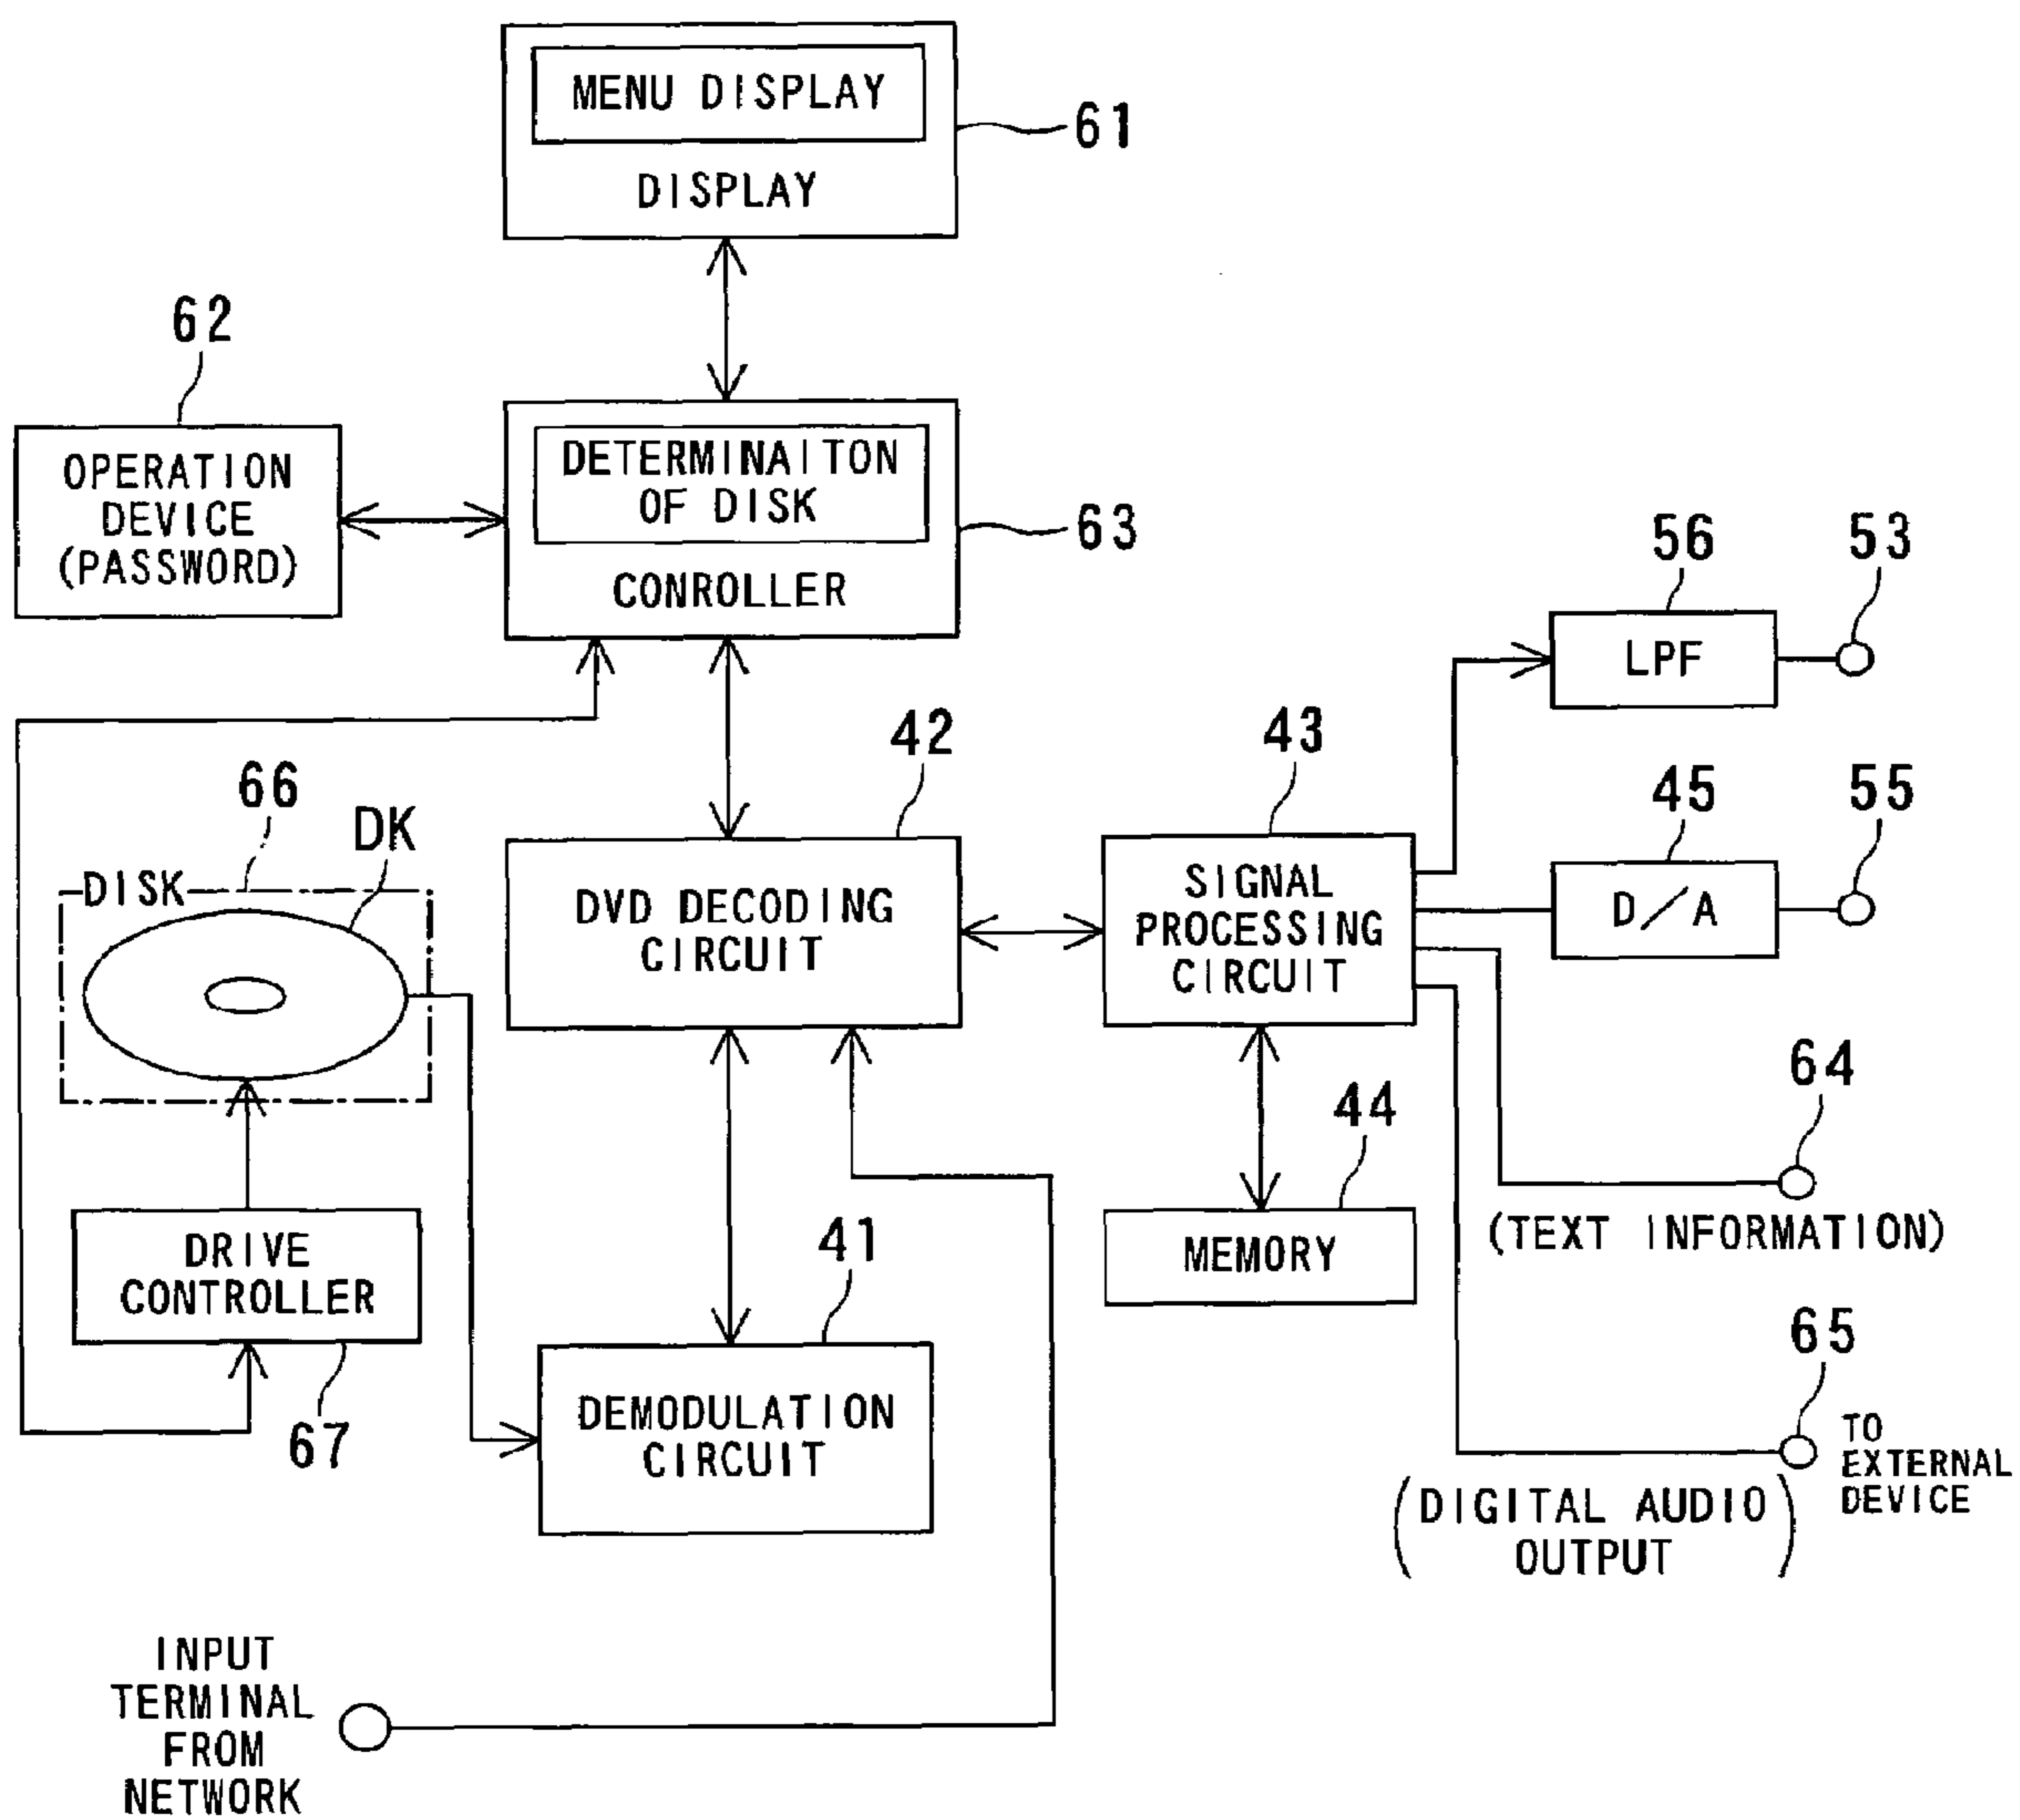 MENU DISPLAY
61
DISPLAY
62
OPERATION
DEVICE
(PASSWORD)
DETERMINAITON
OF DISK
63
CONROLLER
56
53
LPF
42
43
45
55
66
DK
DISK
DVD DECODING
CIRCUIT
SIGNAL
PROCESSING
CIRCUIT
D/A
64
44
(TEXT INFORMATION)
DRIVE
CONTROLLER
41
MEMORY
65
67
DEMODULATION
CIRCUIT
TO
EXTERNAL
DEVICE
(DIGITAL AUDIO
OUTPUT)
INPUT
TERMINAL
FROM
NETWORK